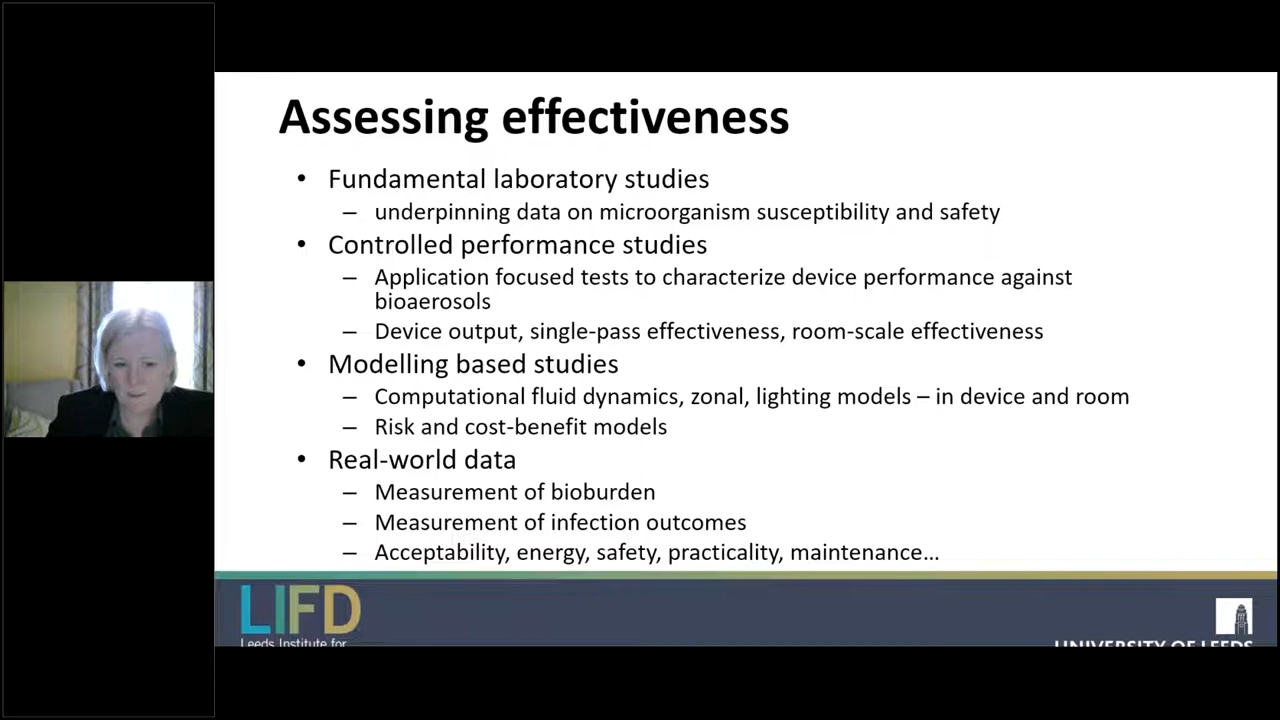 Assessing effectiveness
• Fundamental laboratory studies
– underpinning data on microorganism susceptibility and safety
• Controlled performance studies
– Application focused tests to characterize device performance against
bioaerosols
– Device output, single-pass effectiveness, room-scale effectiveness
• Modelling based studies
– Computational fluid dynamics, zonal, lighting models – in device and room
– Risk and cost-benefit models
• Real-world data
– Measurement of bioburden
– Measurement of infection outcomes
– Acceptability, energy, safety, practicality, maintenance…
LIFD
Leeds Institute for
UNIVERSITY OF LEEDS